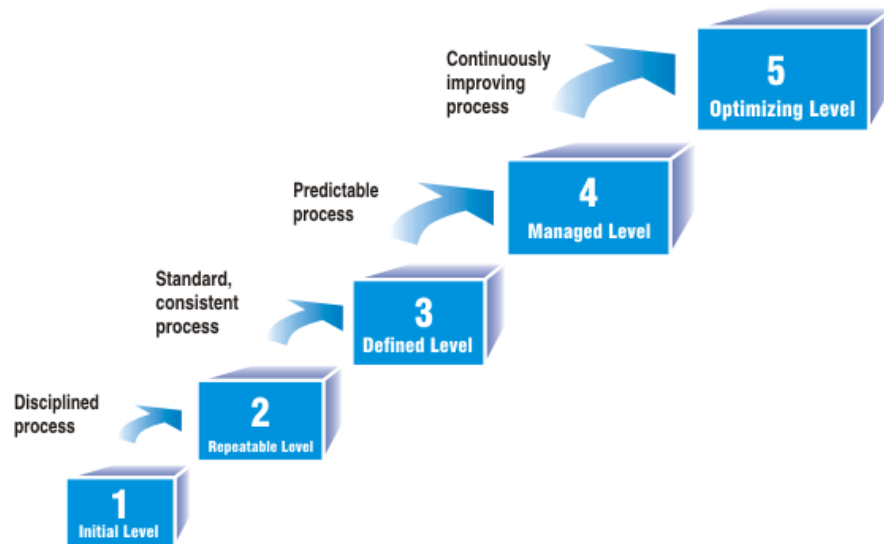 Continuously
improving
process
5
Optimizing Level
Predictable
process
4
Managed Level
Standard,
consistent
process
3
Defined Level
Disciplined
process
2
Repeatable Level
1
Initial Level